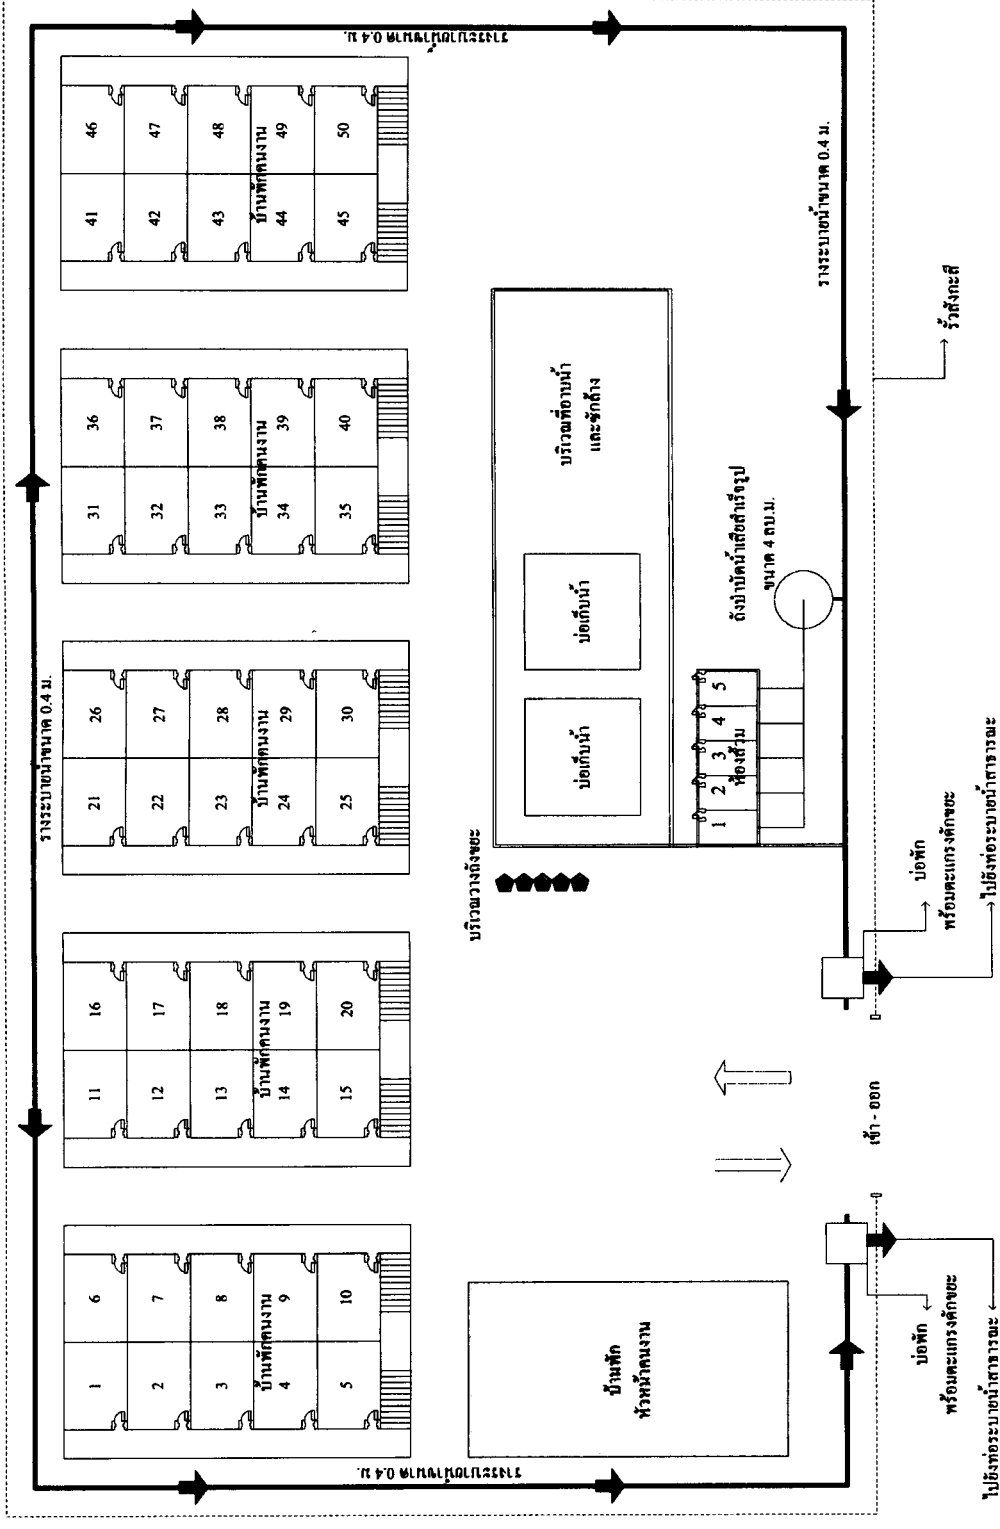 รางระบายน้ำขนาด 0.4 ม.
1
2
3
4
5
6
7
8
9
10
บ้านพักคนงาน
11
12
13
14
15
16
17
18
19
20
บ้านพักคนงาน
21
22
23
24
25
26
27
28
29
30
บ้านพักคนงาน
31
32
33
34
35
36
37
38
39
40
บ้านพักคนงาน
41
42
43
44
45
46
47
48
49
50
บ้านพักคนงาน
รางระบายน้ำขนาด 0.4 ม.
รางระบายน้ำขนาด 0.4 ม.
บ้านพัก
หัวหน้าคนงาน
บริเวณวางถังขยะ
บ่อเก็บน้ำ
บ่อเก็บน้ำ
บริเวณที่อาบน้ำ
และซักล้าง
1
2
3
4
5
ห้องส้วม
ถังบำบัดน้ำเสียสำเร็จรูป
ขนาด 4 ลบ.ม.
รางระบายน้ำขนาด 0.4 ม.
เข้า - ออก
บ่อพัก
พร้อมตะแกรงดักขยะ
ไปยังท่อระบายน้ำสาธารณะ
บ่อพัก
พร้อมตะแกรงดักขยะ
ไปยังท่อระบายน้ำสาธารณะ
รั้วสังกะสี